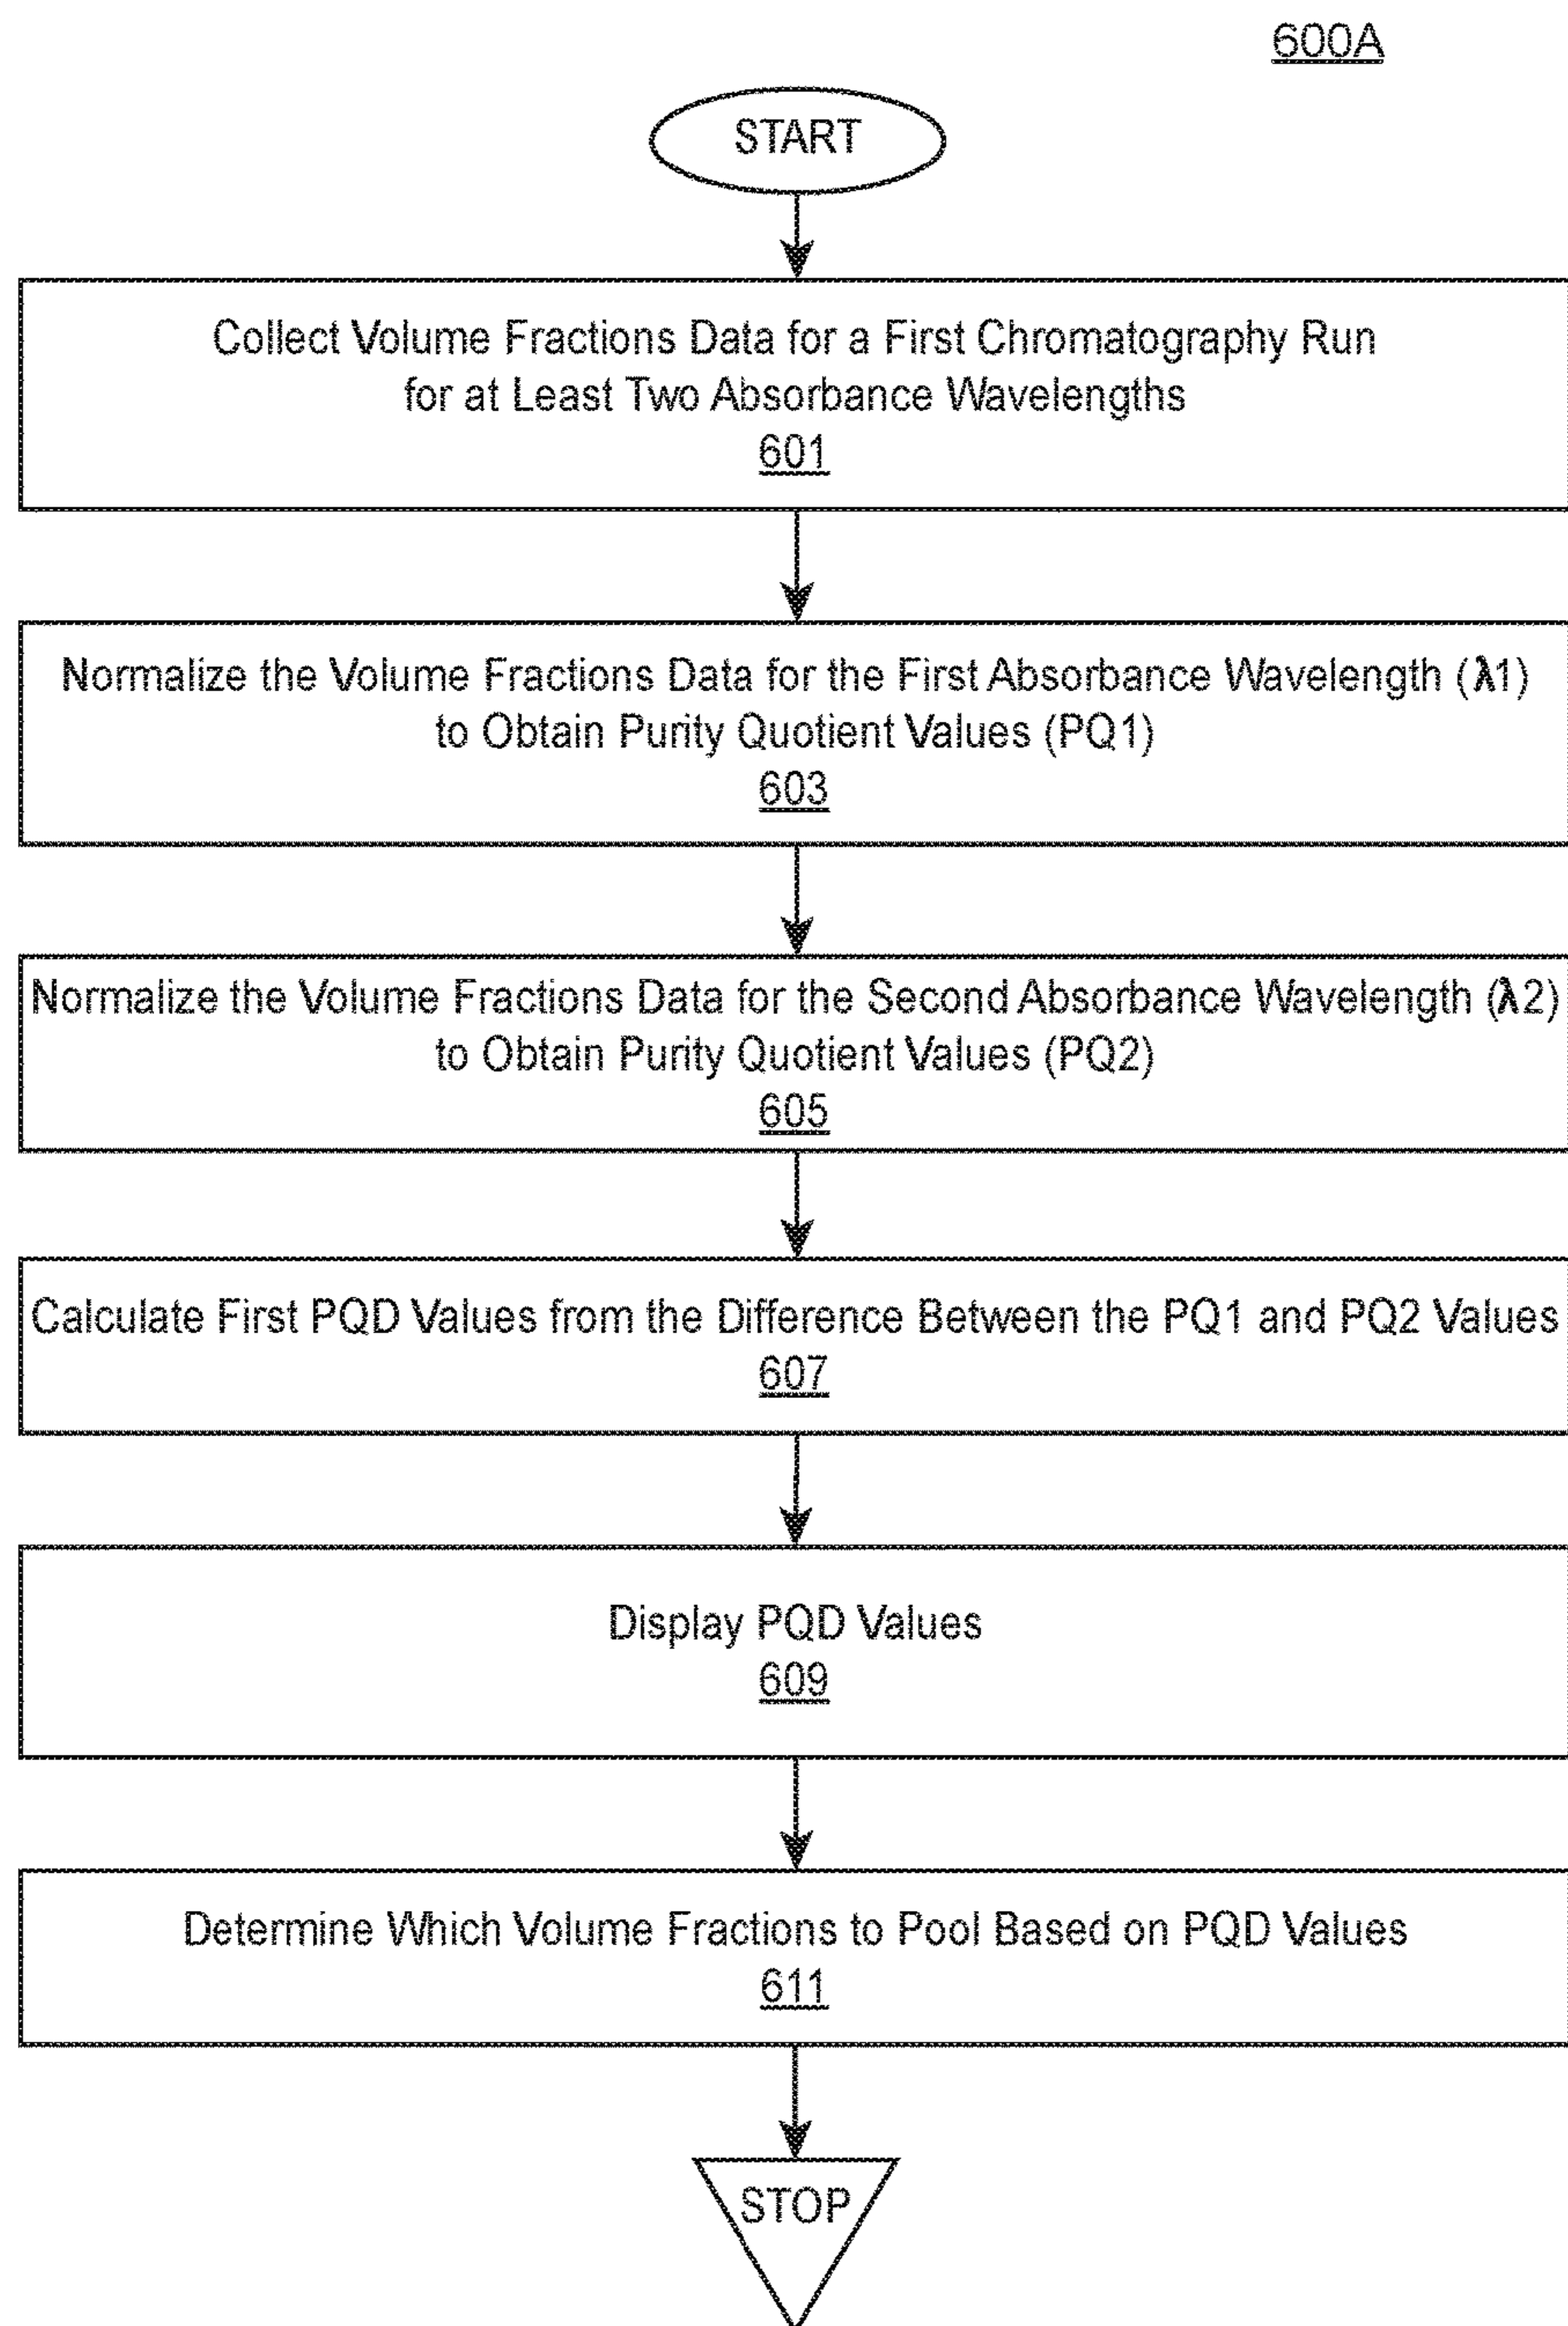 600A
START
Collect Volume Fractions Data for a First Chromatography Run
for at Least Two Absorbance Wavelengths
601
Normalize the Volume Fractions Data for the First Absorbance Wavelength (λ1)
to Obtain Purity Quotient Values (PQ1)
603
Normalize the Volume Fractions Data for the Second Absorbance Wavelength (λ2)
to Obtain Purity Quotient Values (PQ2)
605
Calculate First PQD Values from the Difference Between the PQ1 and PQ2 Values
607
Display PQD Values
609
Determine Which Volume Fractions to Pool Based on PQD Values
611
STOP